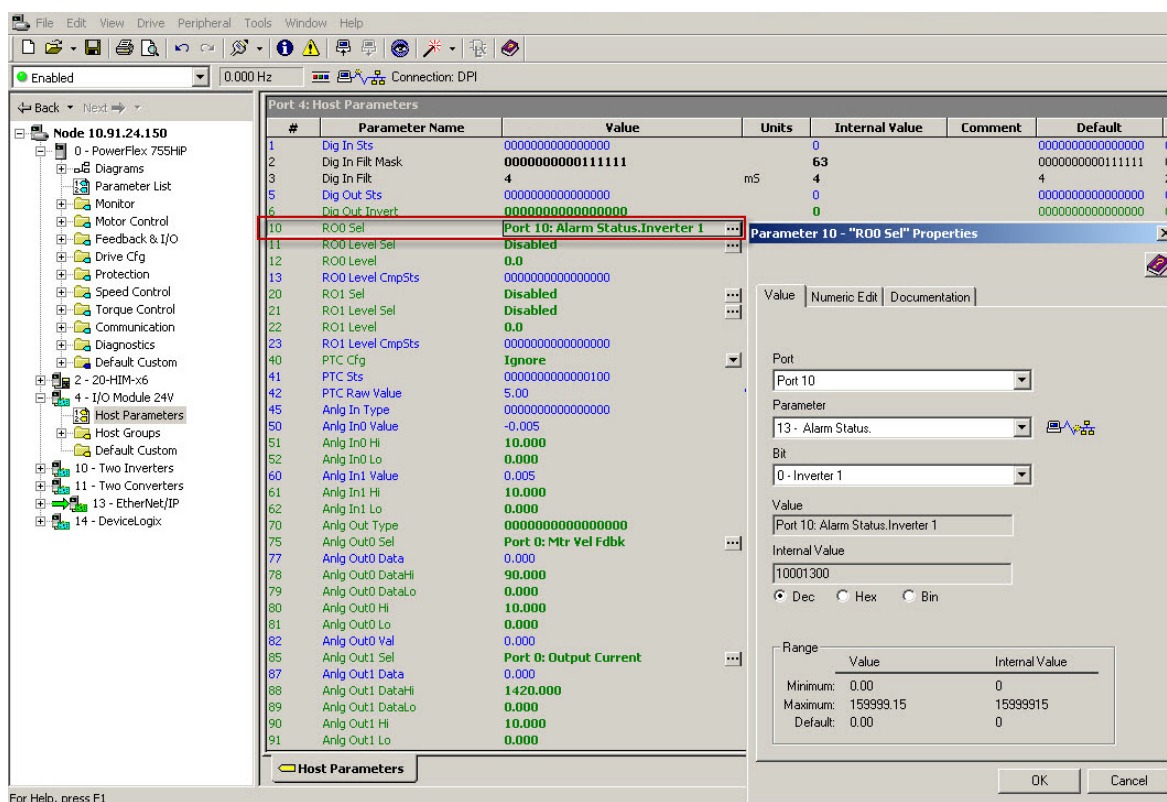 File Edit View Drive Peripheral Tools Window Help
Enabled 0.000 Hz Connection: DPI
Back Next
Node 10.91.24.150
0 - PowerFlex 755HiP
Diagrams
Parameter List
Monitor
Motor Control
Feedback & I/O
Drive Cfg
Protection
Speed Control
Torque Control
Communication
Diagnostics
Default Custom
2 - 20-HIM-x6
4 - I/O Module 24V
Host Parameters
Host Groups
Default Custom
10 - Two Inverters
11 - Two Converters
13 - EtherNet/IP
14 - DeviceLogix
Port 4: Host Parameters
# Parameter Name Value Units Internal Value Comment Default
1 Dig In Sts 0000000000000000 0 0000000000000000
2 Dig In Filt Mask 0000000000111111 63 0000000000111111
3 Dig In Filt 4 mS 4 4
5 Dig Out Sts 0000000000000000 0 0000000000000000
6 Dig Out Invert 0000000000000000 0 0000000000000000
10 RO0 Sel Port 10: Alarm Status.Inverter 1 ...
11 RO0 Level Sel Disabled ...
12 RO0 Level 0.0
13 RO0 Level CmpSts 0000000000000000
20 RO1 Sel Disabled ...
21 RO1 Level Sel Disabled ...
22 RO1 Level 0.0
23 RO1 Level CmpSts 0000000000000000
40 PTC Cfg Ignore
41 PTC Sts 0000000000000100
42 PTC Raw Value 5.00
45 Anlg In Type 0000000000000000
50 Anlg In0 Value -0.005
51 Anlg In0 Hi 10.000
52 Anlg In0 Lo 0.000
60 Anlg In1 Value 0.005
61 Anlg In1 Hi 10.000
62 Anlg In1 Lo 0.000
70 Anlg Out Type 0000000000000000
75 Anlg Out0 Sel Port 0: Mtr Vel Fdbk ...
77 Anlg Out0 Data 0.000
78 Anlg Out0 DataHi 90.000
79 Anlg Out0 DataLo 0.000
80 Anlg Out0 Hi 10.000
81 Anlg Out0 Lo 0.000
82 Anlg Out0 Val 0.000
85 Anlg Out1 Sel Port 0: Output Current ...
87 Anlg Out1 Data 0.000
88 Anlg Out1 DataHi 1420.000
89 Anlg Out1 DataLo 0.000
90 Anlg Out1 Hi 10.000
91 Anlg Out1 Lo 0.000
Host Parameters
Parameter 10 - "RO0 Sel" Properties
Value Numeric Edit Documentation
Port
Port 10
Parameter
13 - Alarm Status.
Bit
0 - Inverter 1
Value
Port 10: Alarm Status.Inverter 1
Internal Value
10001300
Dec Hex Bin
Range
Value Internal Value
Minimum: 0.00 0
Maximum: 159999.15 15999915
Default: 0.00 0
OK Cancel
For Help, press F1